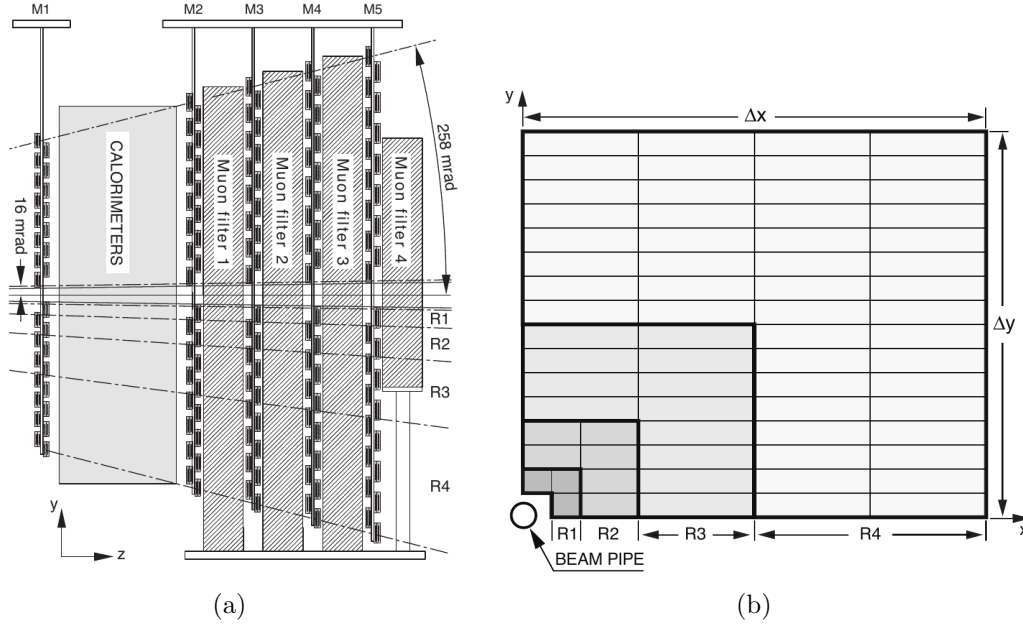 M1
M2
M3
M4
M5
CALORIMETERS
Muon filter 1
Muon filter 2
Muon filter 3
Muon filter 4
258 mrad
16 mrad
R1
R2
R3
R4
y
z
(a)
y
Δx
Δy
R1
R2
R3
R4
x
BEAM PIPE
(b)